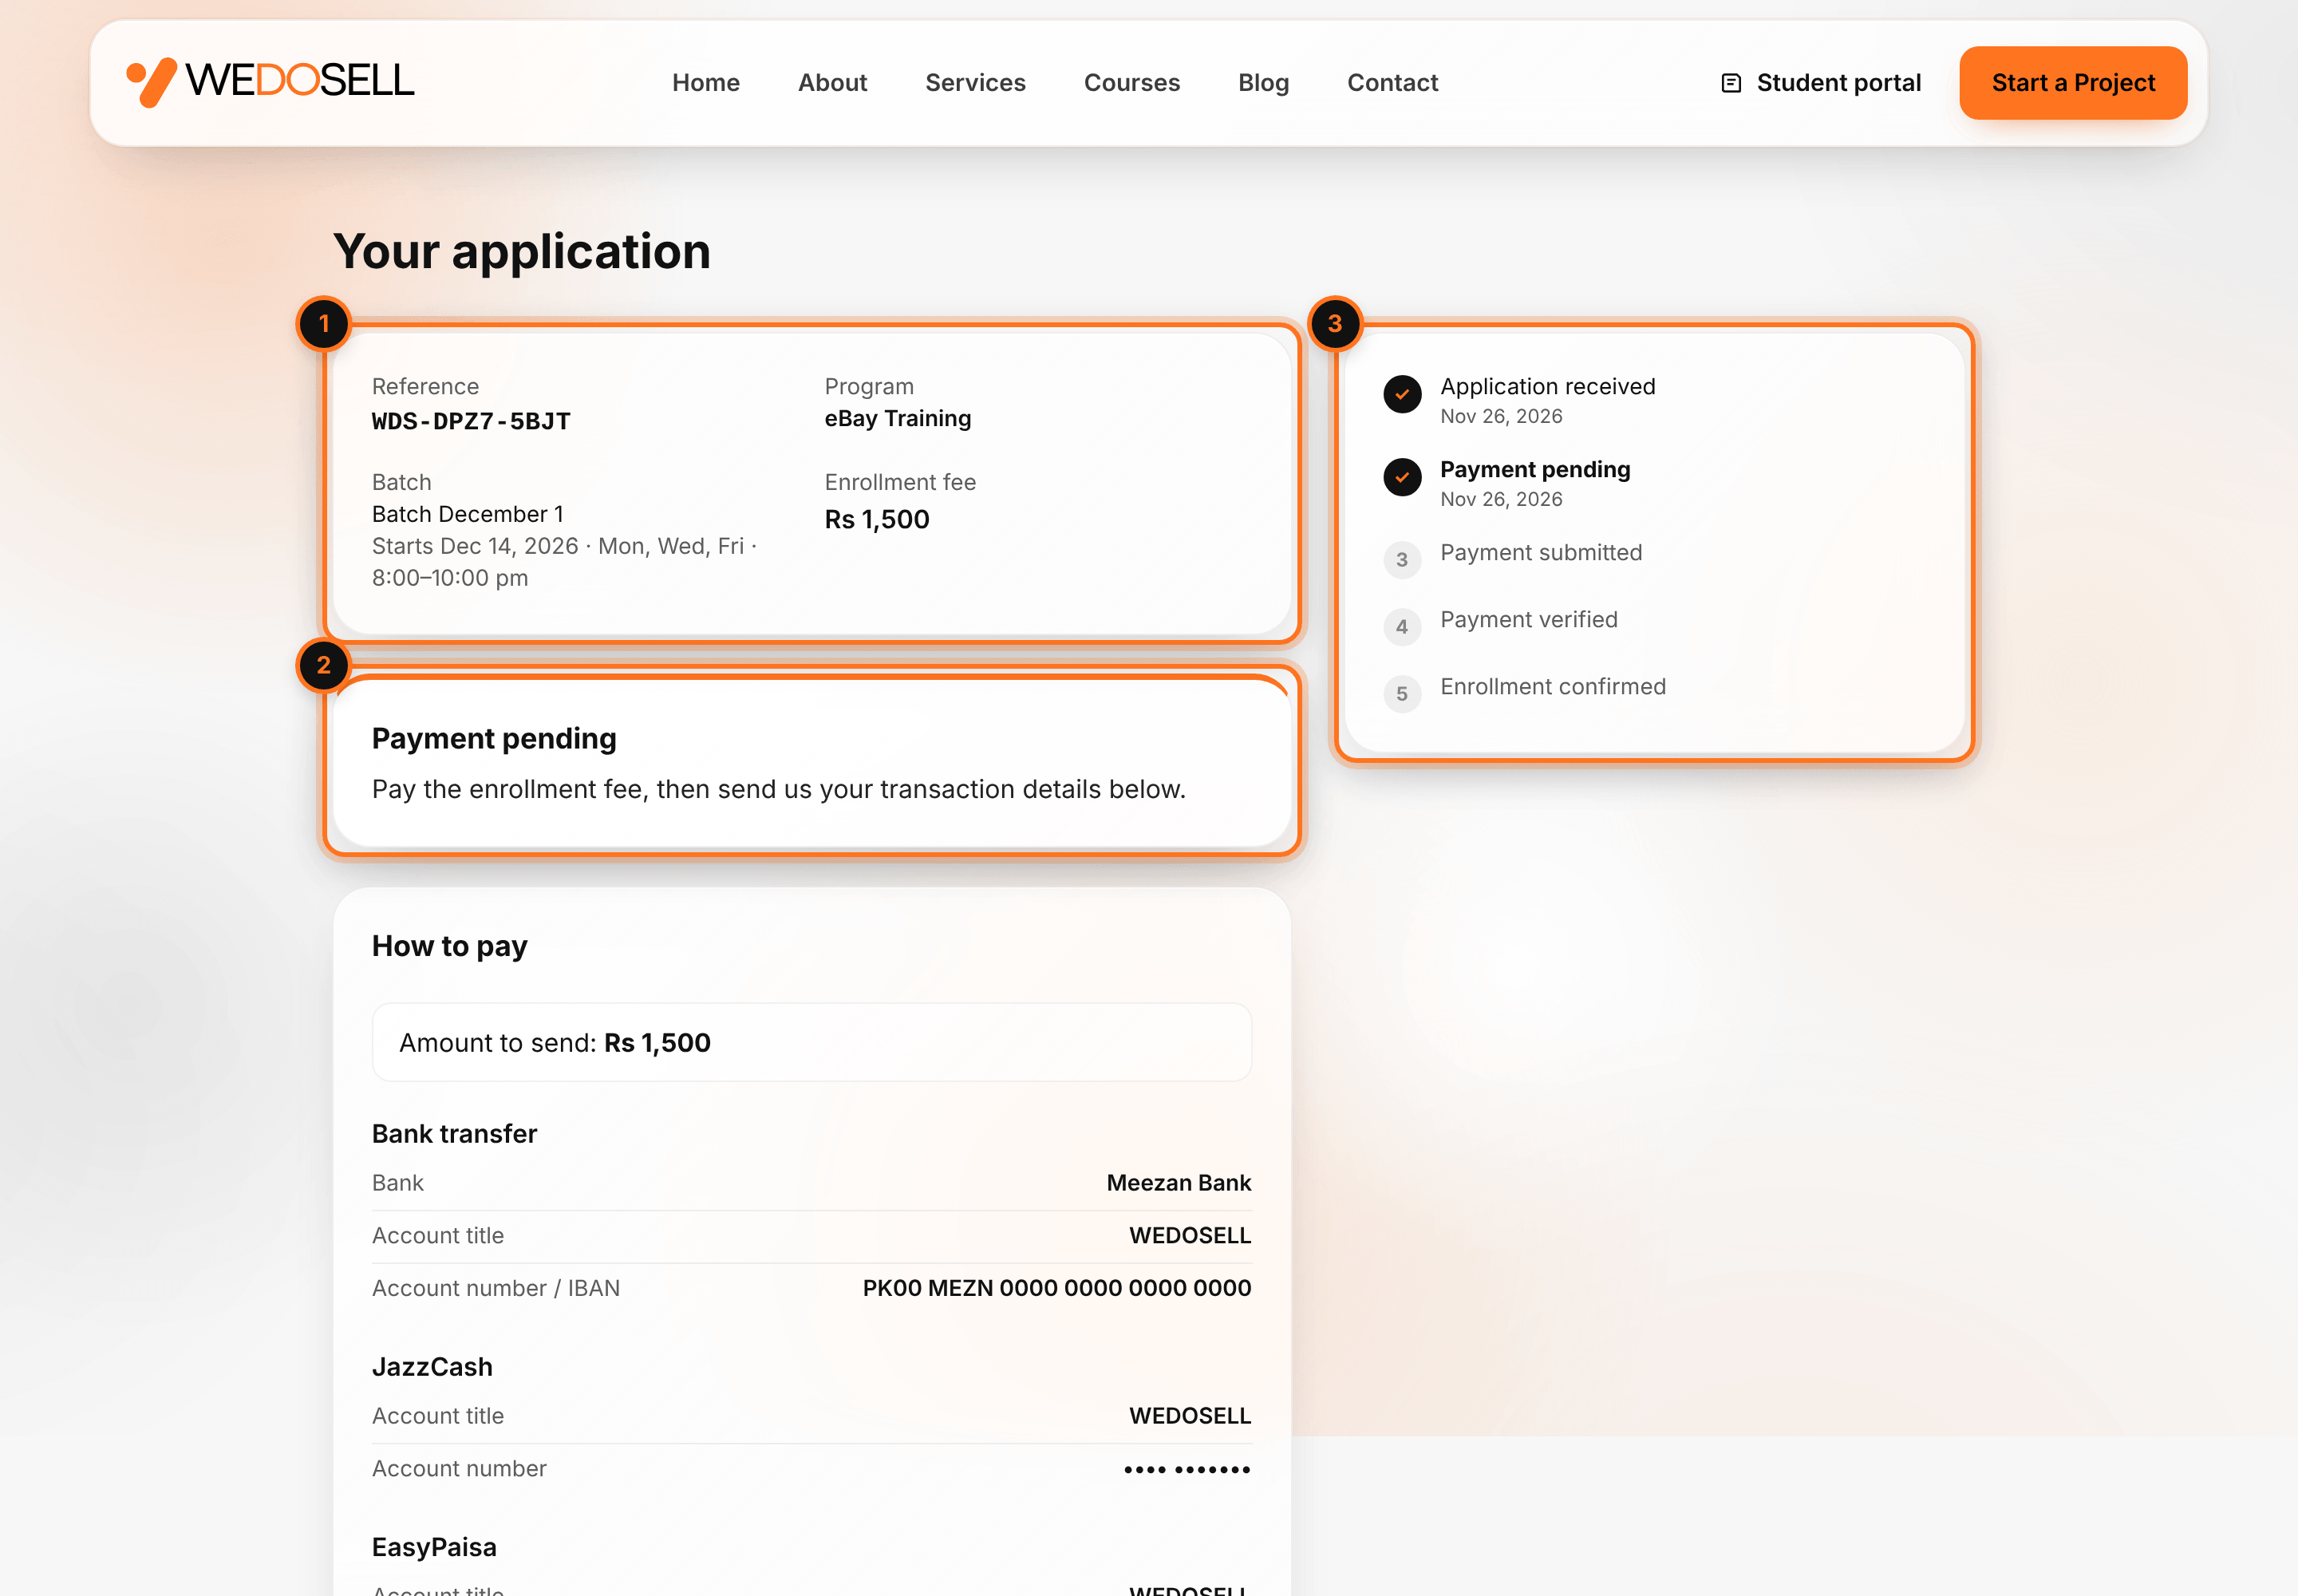 WEDOSELL
Home
About
Services
Courses
Blog
Contact
Student portal
Start a Project
Your application
1
Reference
WDS-DPZ7-5BJT
Program
eBay Training
Batch
Batch December 1
Starts Dec 14, 2026 · Mon, Wed, Fri ·
8:00–10:00 pm
Enrollment fee
Rs 1,500
2
Payment pending
Pay the enrollment fee, then send us your transaction details below.
3
Application received
Nov 26, 2026
Payment pending
Nov 26, 2026
3 Payment submitted
4 Payment verified
5 Enrollment confirmed
How to pay
Amount to send: Rs 1,500
Bank transfer
Bank Meezan Bank
Account title WEDOSELL
Account number / IBAN PK00 MEZN 0000 0000 0000 0000
JazzCash
Account title WEDOSELL
Account number •••• •••••••
EasyPaisa
Account title WEDOSELL